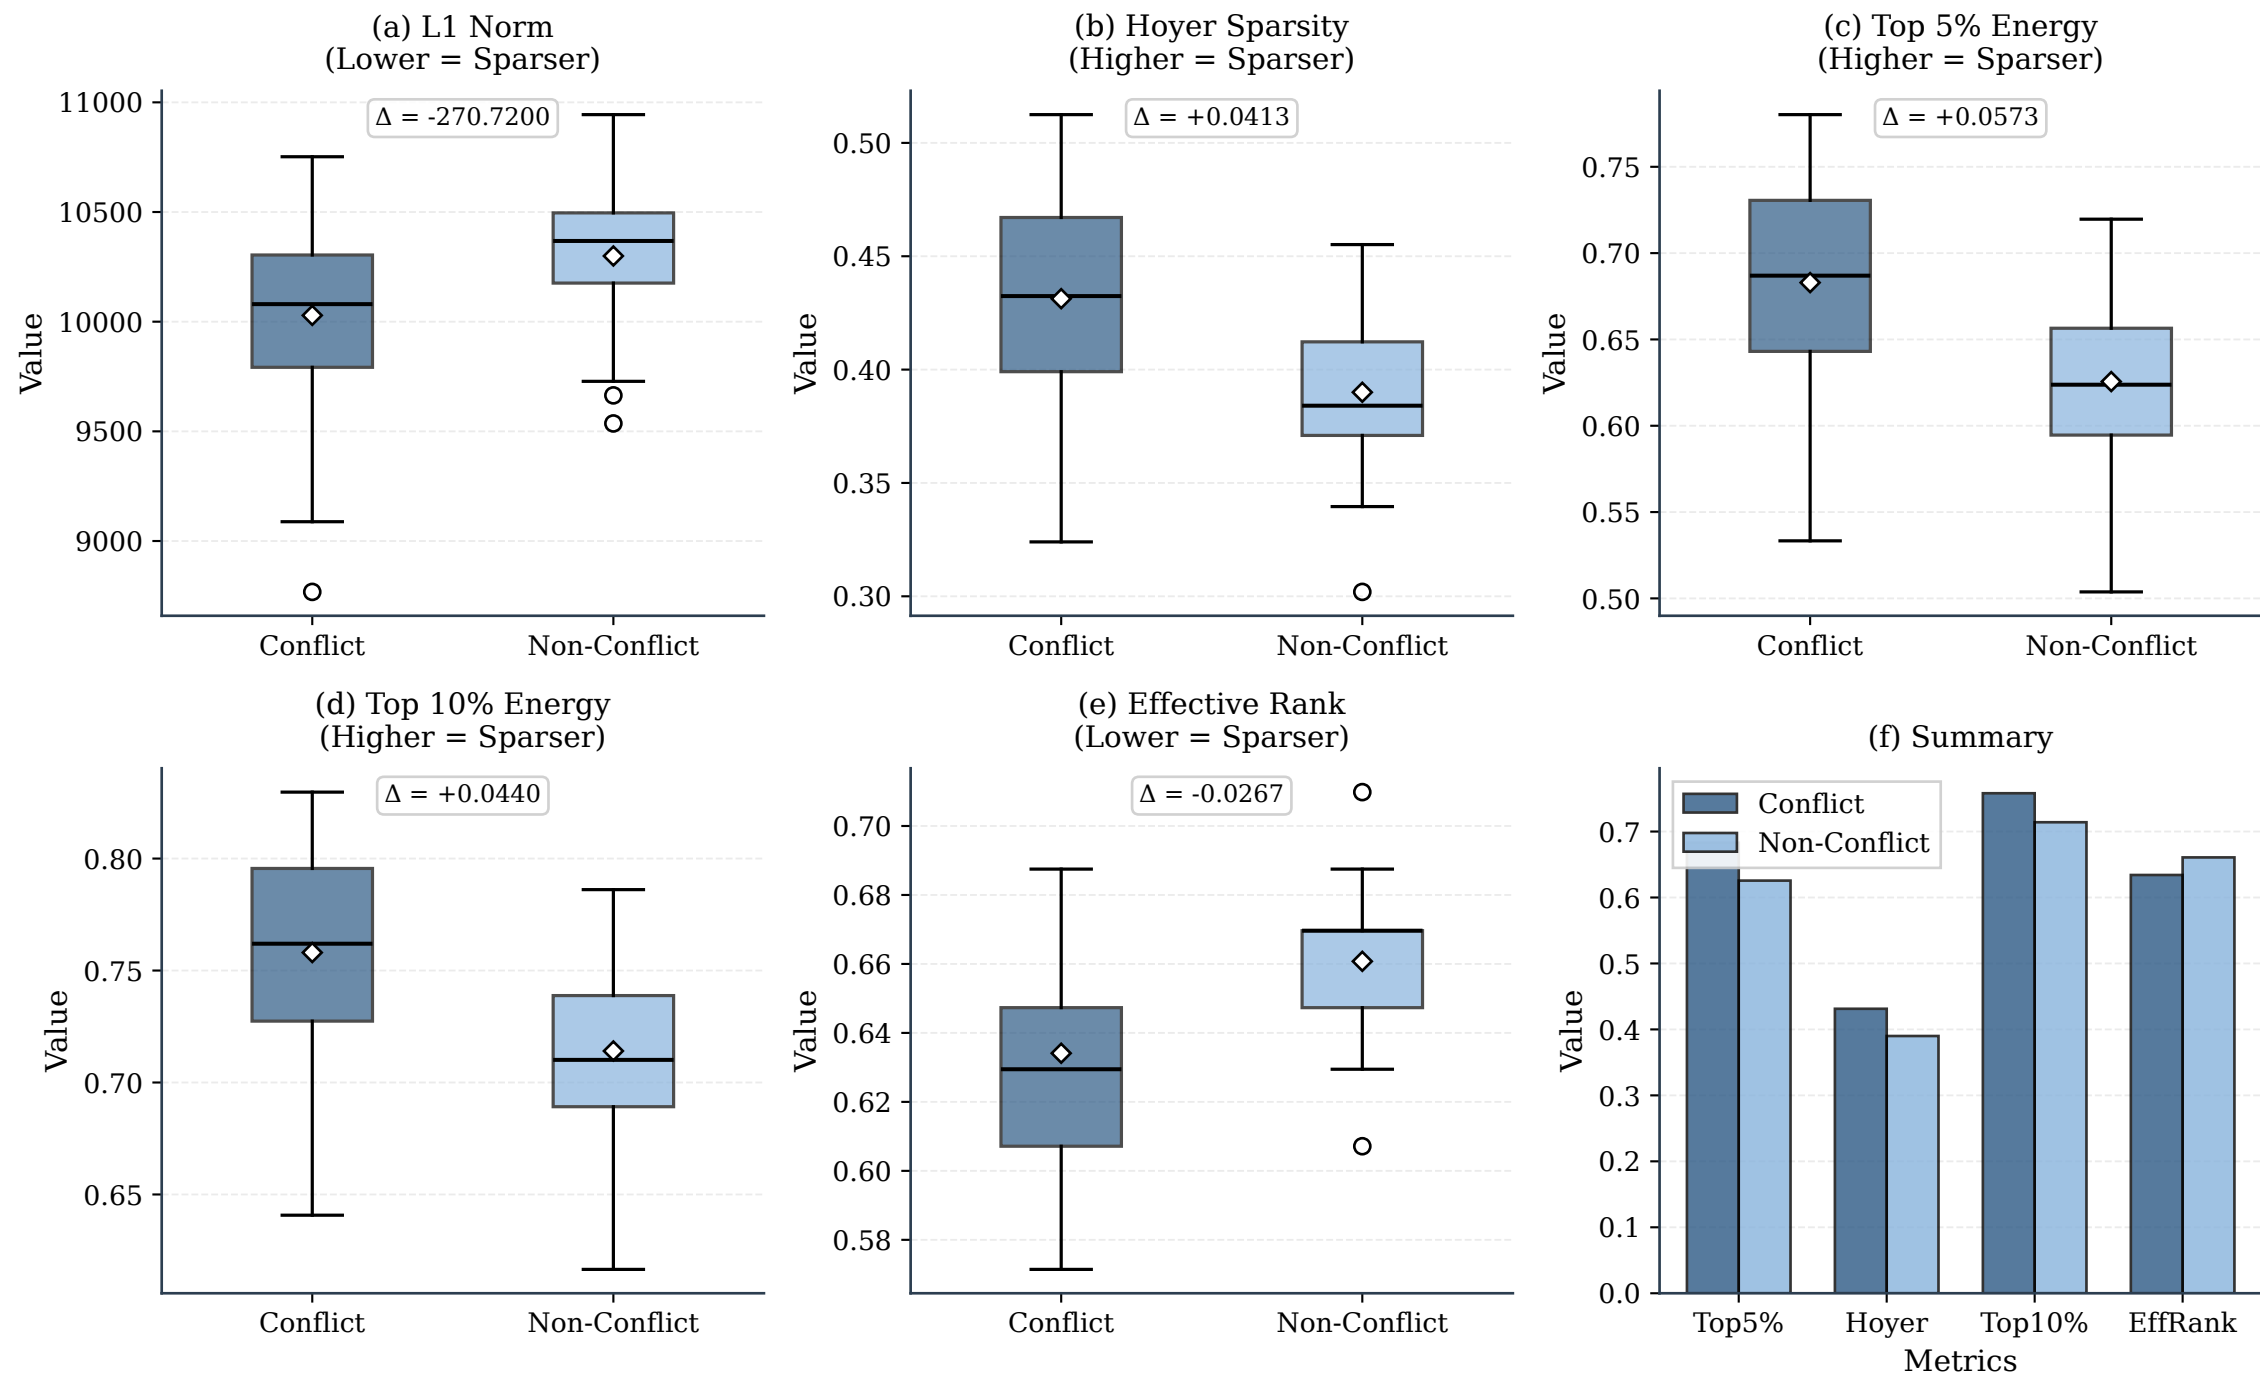 (a) L1 Norm
(Lower = Sparser)
Δ = -270.7200
11000
10500
10000
9500
9000
Value
Conflict
Non-Conflict
(b) Hoyer Sparsity
(Higher = Sparser)
Δ = +0.0413
0.50
0.45
0.40
0.35
0.30
Value
Conflict
Non-Conflict
(c) Top 5% Energy
(Higher = Sparser)
Δ = +0.0573
0.75
0.70
0.65
0.60
0.55
0.50
Value
Conflict
Non-Conflict
(d) Top 10% Energy
(Higher = Sparser)
Δ = +0.0440
0.80
0.75
0.70
0.65
Value
Conflict
Non-Conflict
(e) Effective Rank
(Lower = Sparser)
Δ = -0.0267
0.70
0.68
0.66
0.64
0.62
0.60
0.58
Value
Conflict
Non-Conflict
(f) Summary
Conflict
Non-Conflict
0.7
0.6
0.5
0.4
0.3
0.2
0.1
0.0
Value
Top5%
Hoyer
Top10%
EffRank
Metrics